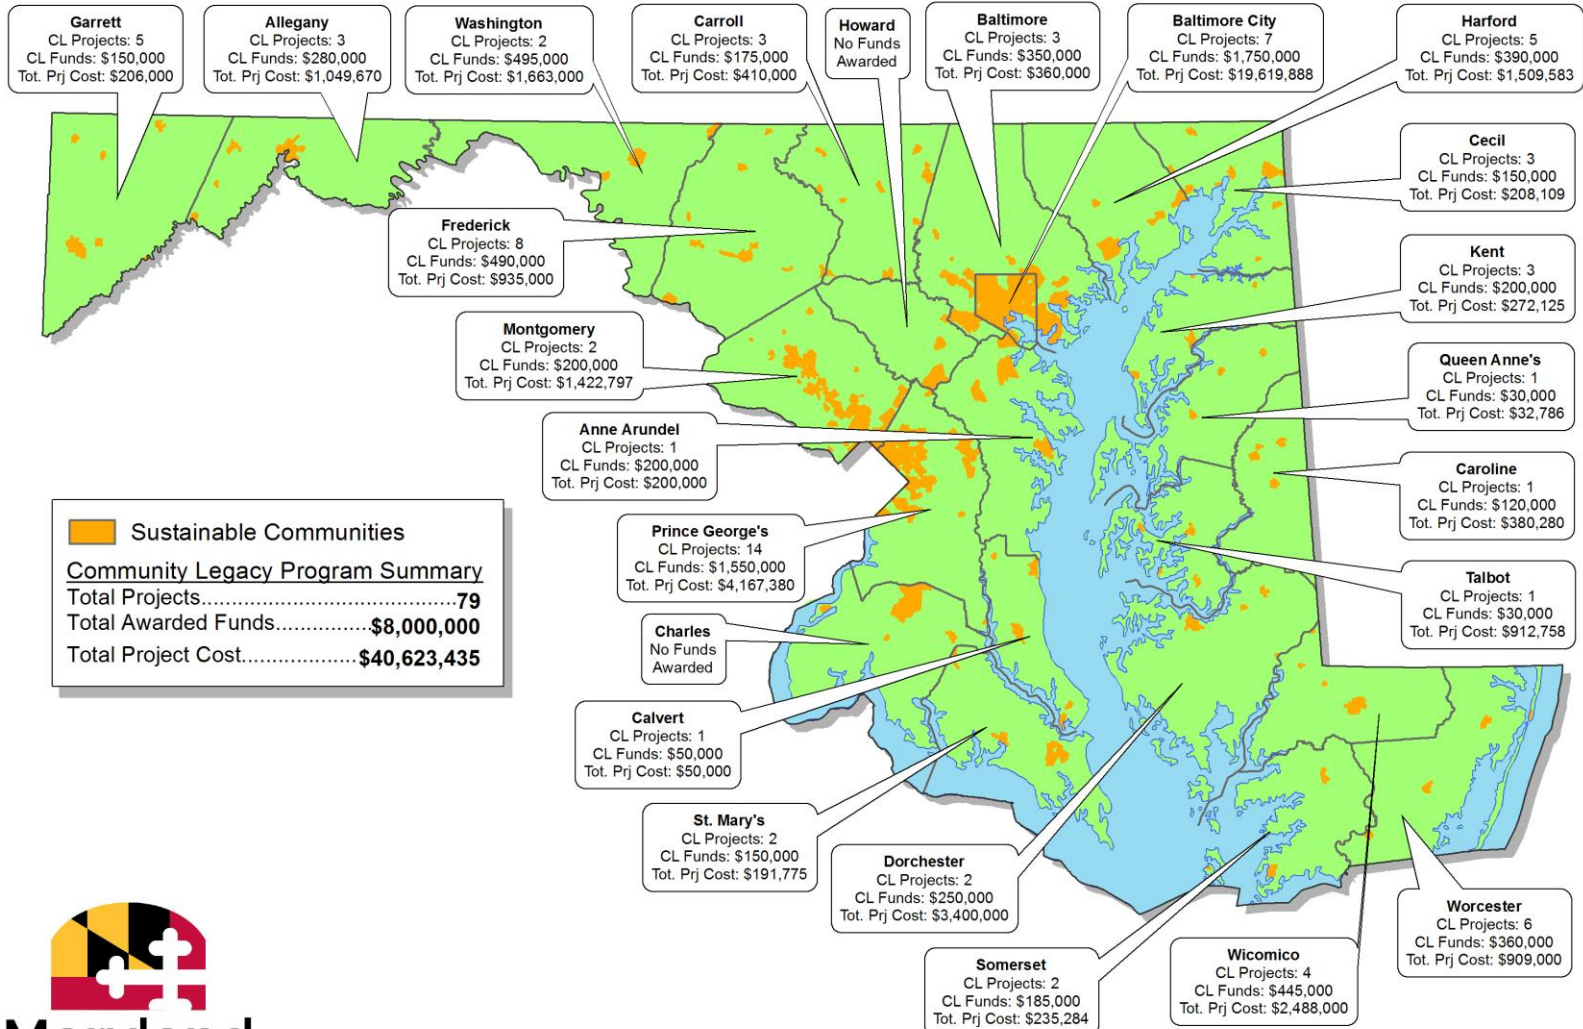 Garrett
CL Projects: 5
CL Funds: $150,000
Tot. Prj Cost: $206,000
Allegany
CL Projects: 3
CL Funds: $280,000
Tot. Prj Cost: $1,049,670
Washington
CL Projects: 2
CL Funds: $495,000
Tot. Prj Cost: $1,663,000
Carroll
CL Projects: 3
CL Funds: $175,000
Tot. Prj Cost: $410,000
Howard
No Funds
Awarded
Baltimore
CL Projects: 3
CL Funds: $350,000
Tot. Prj Cost: $360,000
Baltimore City
CL Projects: 7
CL Funds: $1,750,000
Tot. Prj Cost: $19,619,888
Harford
CL Projects: 5
CL Funds: $390,000
Tot. Prj Cost: $1,509,583
Cecil
CL Projects: 3
CL Funds: $150,000
Tot. Prj Cost: $208,109
Frederick
CL Projects: 8
CL Funds: $490,000
Tot. Prj Cost: $935,000
Kent
CL Projects: 3
CL Funds: $200,000
Tot. Prj Cost: $272,125
Montgomery
CL Projects: 2
CL Funds: $200,000
Tot. Prj Cost: $1,422,797
Queen Anne's
CL Projects: 1
CL Funds: $30,000
Tot. Prj Cost: $32,786
Anne Arundel
CL Projects: 1
CL Funds: $200,000
Tot. Prj Cost: $200,000
Caroline
CL Projects: 1
CL Funds: $120,000
Tot. Prj Cost: $380,280
Sustainable Communities
Community Legacy Program Summary
Total Projects.....................................79
Total Awarded Funds..............$8,000,000
Total Project Cost...................$40,623,435
Prince George's
CL Projects: 14
CL Funds: $1,550,000
Tot. Prj Cost: $4,167,380
Talbot
CL Projects: 1
CL Funds: $30,000
Tot. Prj Cost: $912,758
Charles
No Funds
Awarded
Calvert
CL Projects: 1
CL Funds: $50,000
Tot. Prj Cost: $50,000
St. Mary's
CL Projects: 2
CL Funds: $150,000
Tot. Prj Cost: $191,775
Dorchester
CL Projects: 2
CL Funds: $250,000
Tot. Prj Cost: $3,400,000
Worcester
CL Projects: 6
CL Funds: $360,000
Tot. Prj Cost: $909,000
Somerset
CL Projects: 2
CL Funds: $185,000
Tot. Prj Cost: $235,284
Wicomico
CL Projects: 4
CL Funds: $445,000
Tot. Prj Cost: $2,488,000
Maryland